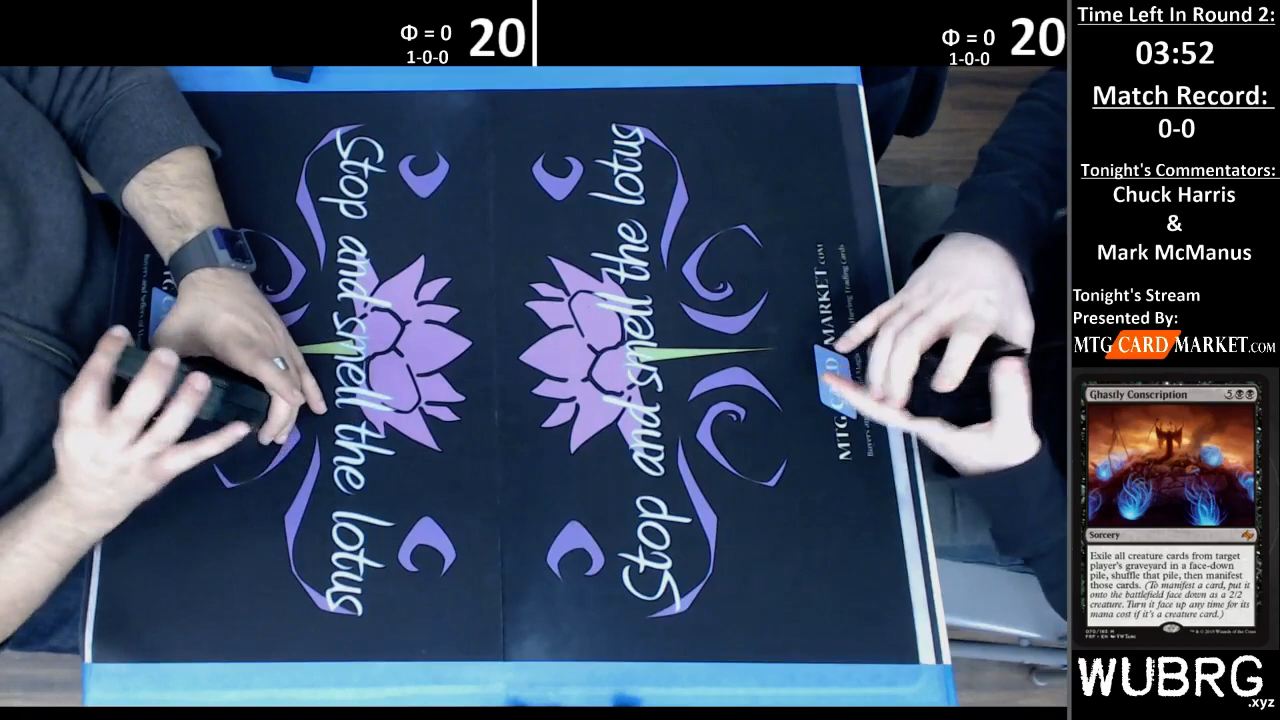 Φ = 0
1-0-0
20
Φ = 0
1-0-0
20
Time Left In Round 2:
03:52
Match Record:
0-0
Tonight's Commentators:
Chuck Harris
&
Mark McManus
Tonight's Stream
Presented By:
MTG CARD MARKET.COM
Ghastly Conscription 5
Sorcery
Exile all creature cards from target
player's graveyard in a face-down
pile, shuffle that pile, then manifest
those cards. (To manifest a card, put it
onto the battlefield face down as a 2/2
creature. Turn it face up any time for its
mana cost if it's a creature card.)
070/185 M
WUBRG
.xyz
Stop and smell the lotus
Stop and smell the lotus
MTG CARD MARKET.COM